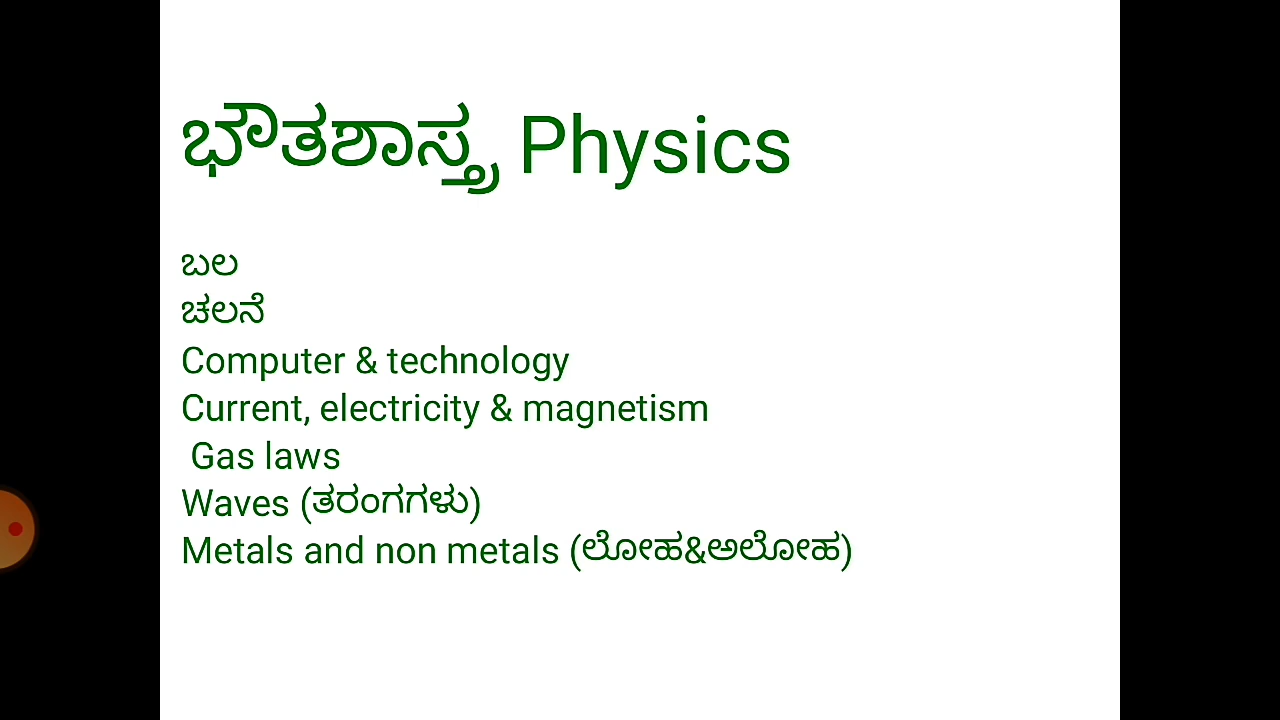 ಭೌತಶಾಸ್ತ್ರ Physics
ಬಲ
ಚಲನೆ
Computer & technology
Current, electricity & magnetism
Gas laws
Waves (ತರಂಗಗಳು)
Metals and non metals (ಲೋಹ&ಅಲೋಹ)